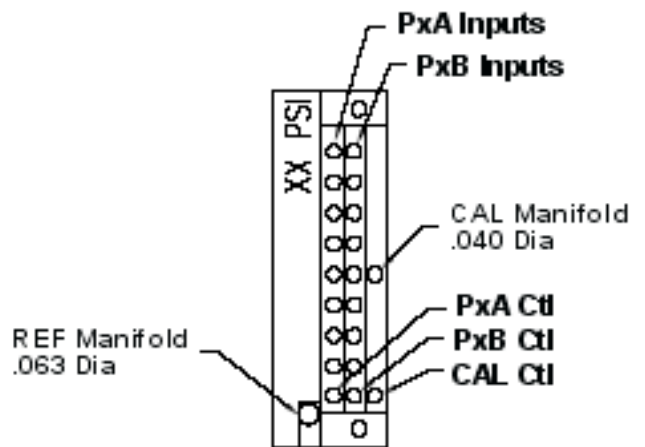 PxA Inputs
PxB Inputs
XX PSI
CAL Manifold
.040 Dia
PxA Ctl
PxB Ctl
CAL Ctl
REF Manifold
.063 Dia